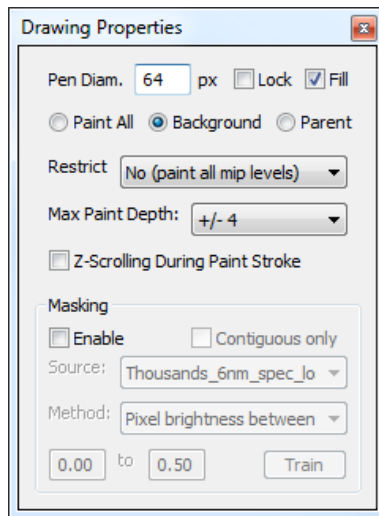 Drawing Properties
Pen Diam. 64 px Lock Fill
Paint All Background Parent
Restrict No (paint all mip levels)
Max Paint Depth: +/- 4
Z-Scrolling During Paint Stroke
Masking
Enable Contiguous only
Source: Thousands_6nm_spec_lo
Method: Pixel brightness between
0.00 to 0.50 Train